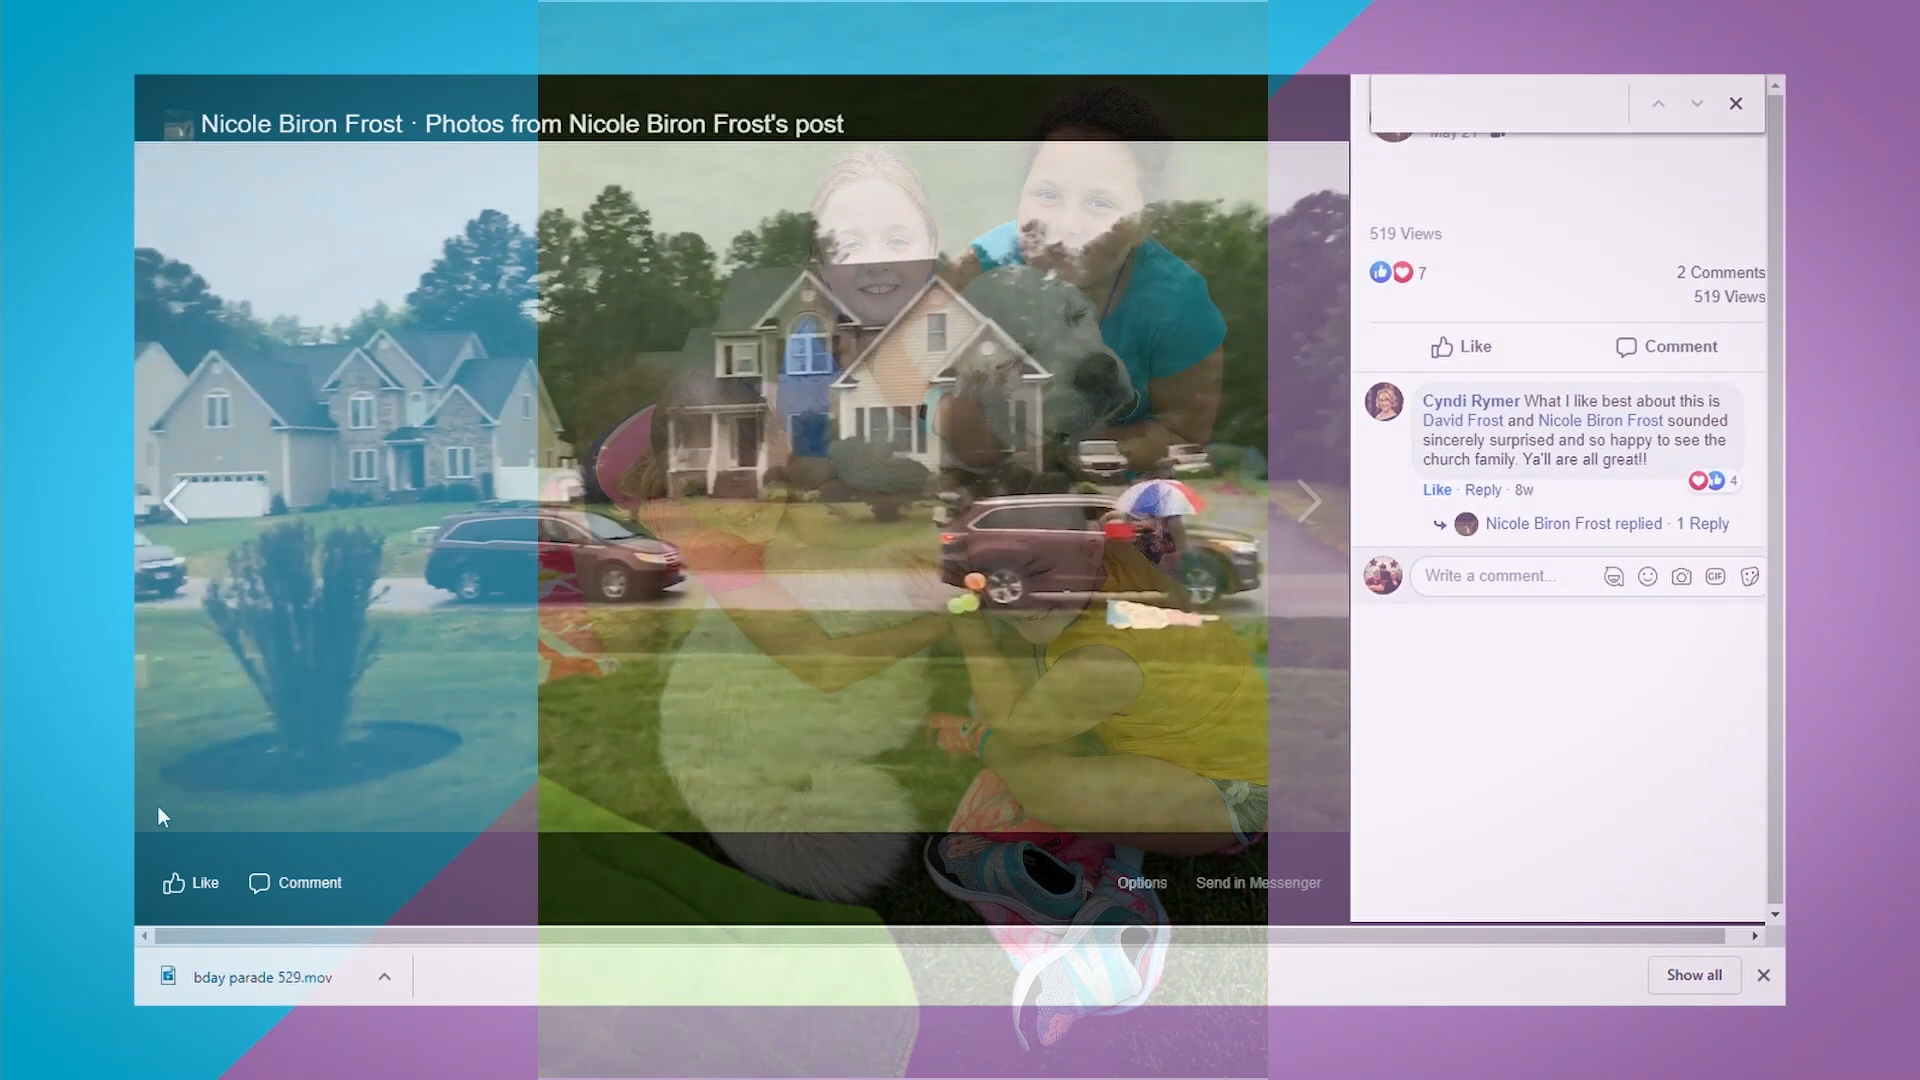 Nicole Biron Frost · Photos from Nicole Biron Frost's post
May 21
519 Views
7
2 Comments
519 Views
Like
Comment
Cyndi Rymer What I like best about this is
David Frost and Nicole Biron Frost sounded
sincerely surprised and so happy to see the
church family. Ya'll are all great!!
4
Like · Reply · 8w
Nicole Biron Frost replied · 1 Reply
Write a comment...
GIF
Like
Comment
Options
Send in Messenger
bday parade 529.mov
Show all